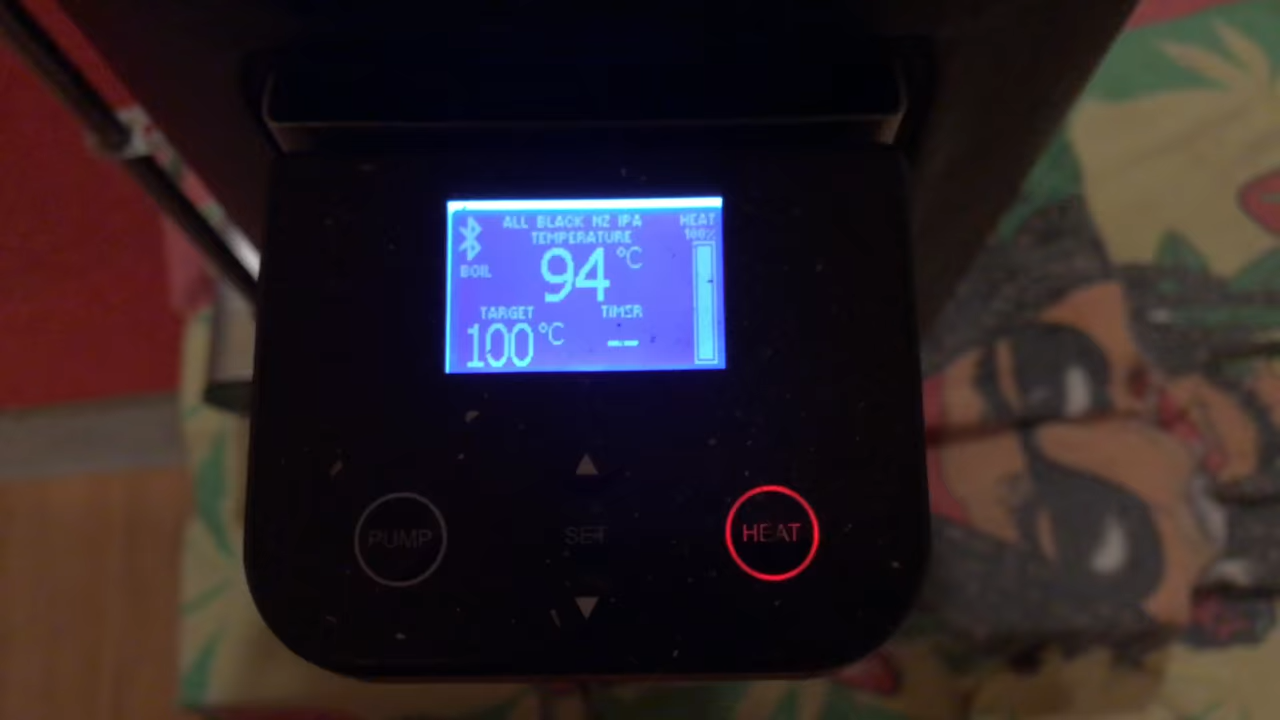 ALL BLACK NZ IPA
HEAT
TEMPERATURE
100%
94 °C
BOIL
TARGET
TIMER
100 °C
--
PUMP
SET
HEAT